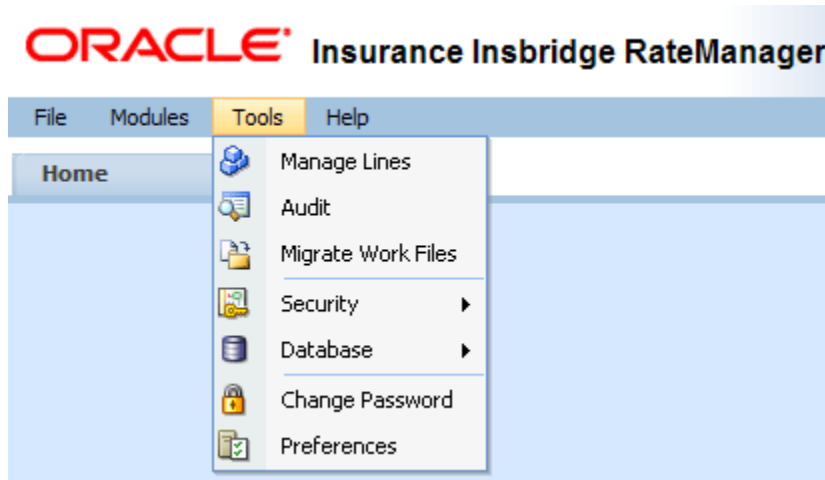 ORACLE Insurance Insbridge RateManager
File Modules Tools Help
Home
Manage Lines
Audit
Migrate Work Files
Security
Database
Change Password
Preferences